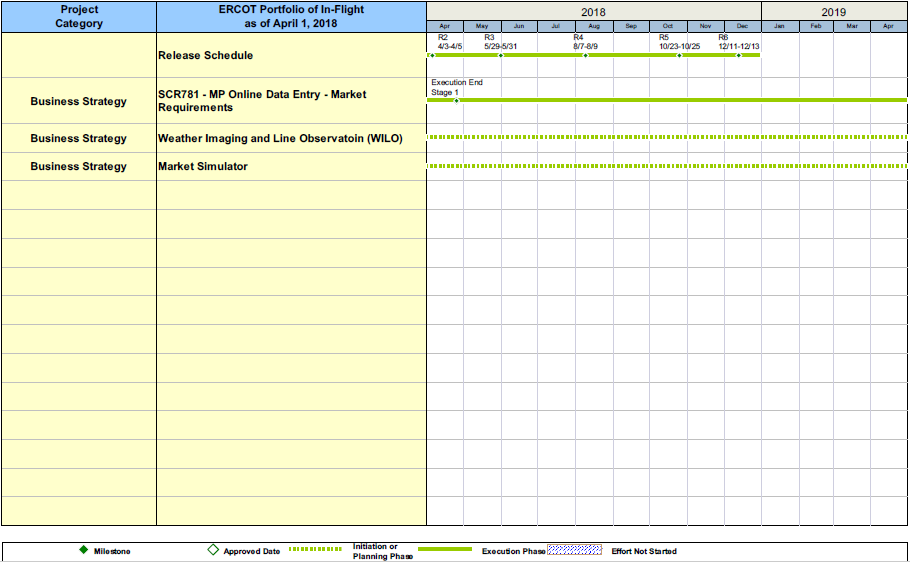 Project
Category
ERCOT Portfolio of In-Flight
as of April 1, 2018
2018
2019
Apr May Jun Jul Aug Sep Oct Nov Dec Jan Feb Mar Apr
Release Schedule
R2 R3 R4 R5 R6
4/3-4/5 5/29-5/31 8/7-8/9 10/23-10/25 12/11-12/13
Business Strategy
SCR781 - MP Online Data Entry - Market
Requirements
Execution End
Stage 1
Business Strategy
Weather Imaging and Line Observatoin (WILO)
Business Strategy
Market Simulator
Milestone
Approved Date
Initiation or
Planning Phase
Execution Phase
Effort Not Started